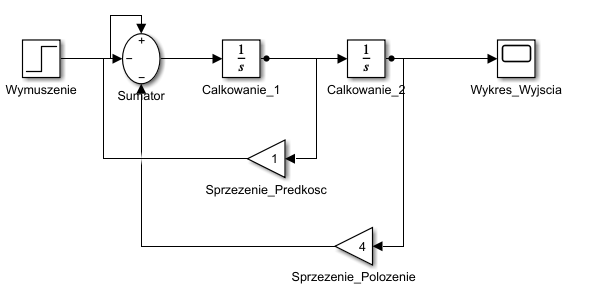 +
−
−
1
s
1
s
Wymuszenie
Sumator
Calkowanie_1
Calkowanie_2
Wykres_Wyjscia
1
Sprzezenie_Predkosc
4
Sprzezenie_Polozenie